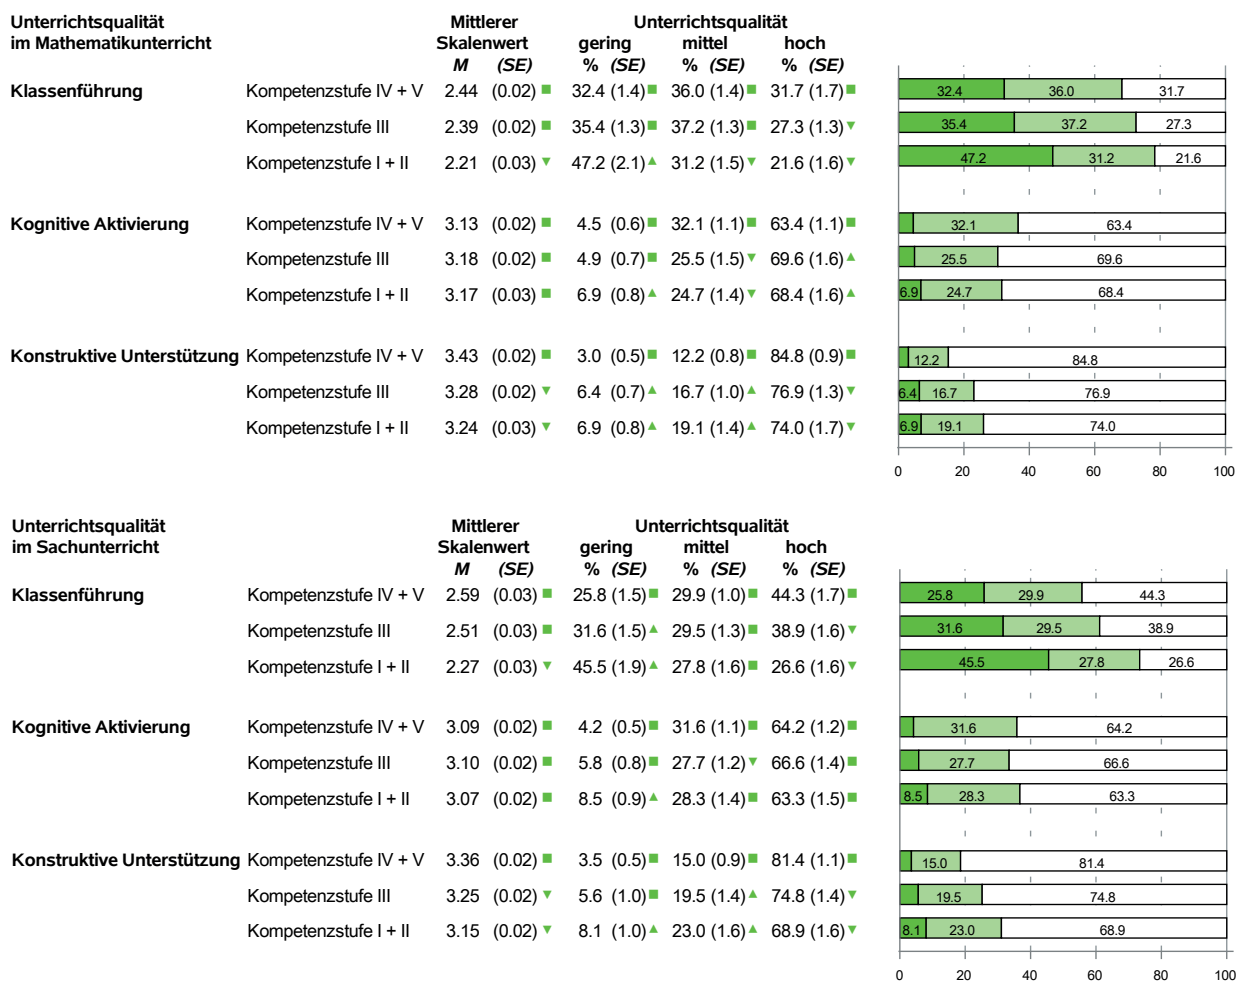 Unterrichtsqualität Mittlerer Unterrichtsqualität
im Mathematikunterricht Skalenwert gering mittel hoch
M (SE) % (SE) % (SE) % (SE)
Klassenführung Kompetenzstufe IV + V 2.44 (0.02) ■ 32.4 (1.4) ■ 36.0 (1.4) ■ 31.7 (1.7) ■ 32.4 36.0 31.7
Kompetenzstufe III 2.39 (0.02) ■ 35.4 (1.3) ■ 37.2 (1.3) ■ 27.3 (1.3) ▼ 35.4 37.2 27.3
Kompetenzstufe I + II 2.21 (0.03) ▼ 47.2 (2.1) ▲ 31.2 (1.5) ▼ 21.6 (1.6) ▼ 47.2 31.2 21.6
Kognitive Aktivierung Kompetenzstufe IV + V 3.13 (0.02) ■ 4.5 (0.6) ■ 32.1 (1.1) ■ 63.4 (1.1) ■ 32.1 63.4
Kompetenzstufe III 3.18 (0.02) ■ 4.9 (0.7) ■ 25.5 (1.5) ▼ 69.6 (1.6) ▲ 25.5 69.6
Kompetenzstufe I + II 3.17 (0.03) ■ 6.9 (0.8) ▲ 24.7 (1.4) ▼ 68.4 (1.6) ▲ 6.9 24.7 68.4
Konstruktive Unterstützung Kompetenzstufe IV + V 3.43 (0.02) ■ 3.0 (0.5) ■ 12.2 (0.8) ■ 84.8 (0.9) ■ 12.2 84.8
Kompetenzstufe III 3.28 (0.02) ▼ 6.4 (0.7) ▲ 16.7 (1.0) ▲ 76.9 (1.3) ▼ 6.4 16.7 76.9
Kompetenzstufe I + II 3.24 (0.03) ▼ 6.9 (0.8) ▲ 19.1 (1.4) ▲ 74.0 (1.7) ▼ 6.9 19.1 74.0
0 20 40 60 80 100
Unterrichtsqualität Mittlerer Unterrichtsqualität
im Sachunterricht Skalenwert gering mittel hoch
M (SE) % (SE) % (SE) % (SE)
Klassenführung Kompetenzstufe IV + V 2.59 (0.03) ■ 25.8 (1.5) ■ 29.9 (1.0) ■ 44.3 (1.7) ■ 25.8 29.9 44.3
Kompetenzstufe III 2.51 (0.03) ■ 31.6 (1.5) ▲ 29.5 (1.3) ■ 38.9 (1.6) ▼ 31.6 29.5 38.9
Kompetenzstufe I + II 2.27 (0.03) ▼ 45.5 (1.9) ▲ 27.8 (1.6) ■ 26.6 (1.6) ▼ 45.5 27.8 26.6
Kognitive Aktivierung Kompetenzstufe IV + V 3.09 (0.02) ■ 4.2 (0.5) ■ 31.6 (1.1) ■ 64.2 (1.2) ■ 31.6 64.2
Kompetenzstufe III 3.10 (0.02) ■ 5.8 (0.8) ■ 27.7 (1.2) ▼ 66.6 (1.4) ■ 27.7 66.6
Kompetenzstufe I + II 3.07 (0.02) ■ 8.5 (0.9) ▲ 28.3 (1.4) ■ 63.3 (1.5) ■ 8.5 28.3 63.3
Konstruktive Unterstützung Kompetenzstufe IV + V 3.36 (0.02) ■ 3.5 (0.5) ■ 15.0 (0.9) ■ 81.4 (1.1) ■ 15.0 81.4
Kompetenzstufe III 3.25 (0.02) ▼ 5.6 (1.0) ■ 19.5 (1.4) ▲ 74.8 (1.4) ▼ 19.5 74.8
Kompetenzstufe I + II 3.15 (0.02) ▼ 8.1 (1.0) ▲ 23.0 (1.6) ▲ 68.9 (1.6) ▼ 8.1 23.0 68.9
0 20 40 60 80 100